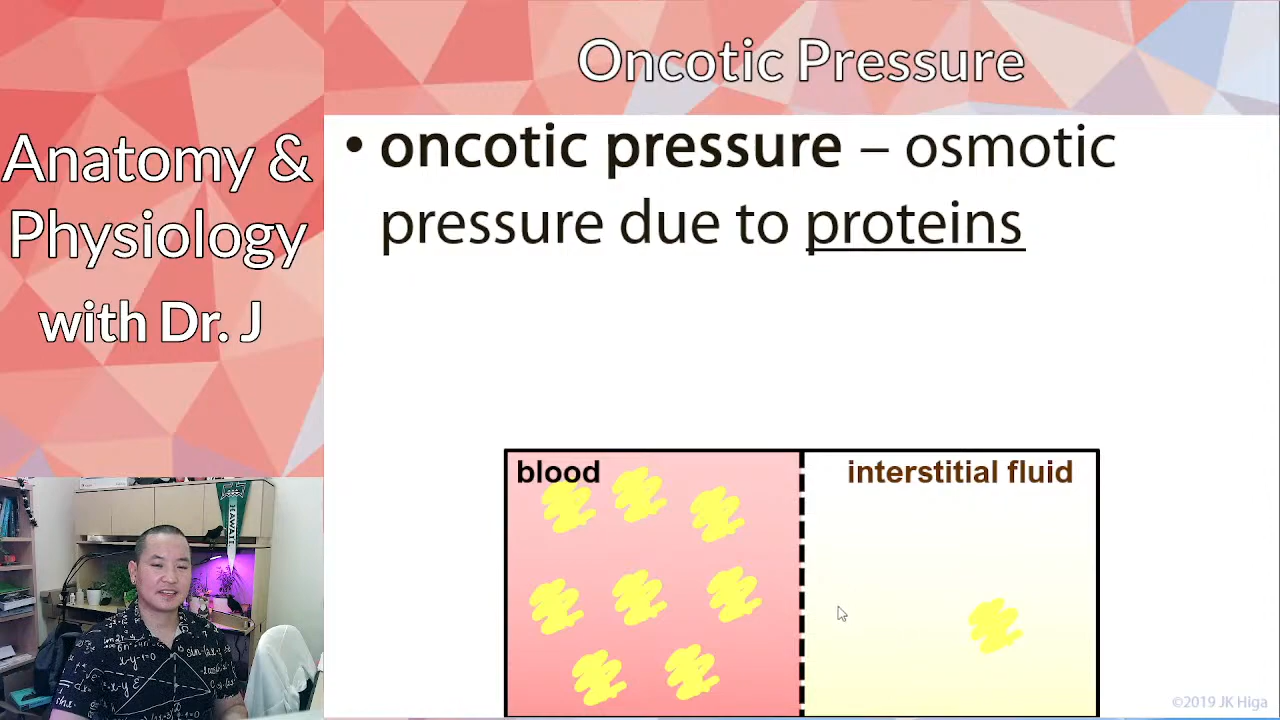 Anatomy &
Physiology
with Dr. J
Oncotic Pressure
• oncotic pressure – osmotic
pressure due to proteins
blood
interstitial fluid
HAWAII
©2019 JK Higa